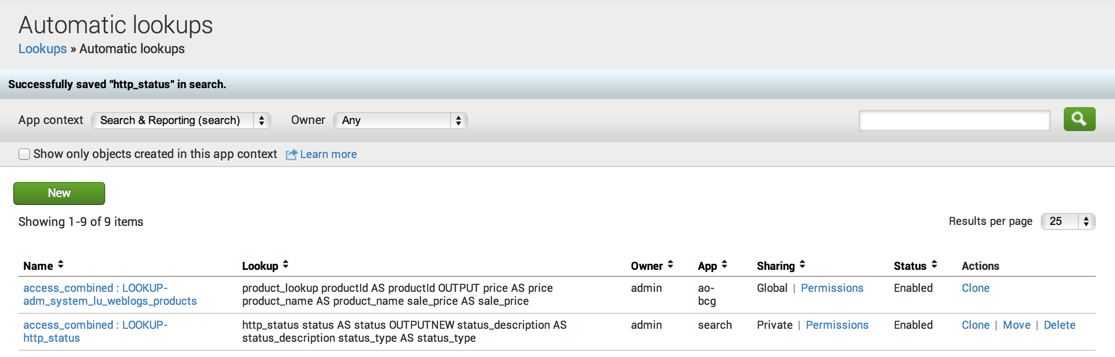 Automatic lookups
Lookups » Automatic lookups
Successfully saved "http_status" in search.
App context Search & Reporting (search) Owner Any
Show only objects created in this app context Learn more
New
Showing 1-9 of 9 items
Results per page 25
Name Lookup Owner App Sharing Status Actions
access_combined : LOOKUP- product_lookup productId AS productId OUTPUT price AS price admin ao- Global | Permissions Enabled Clone
adm_system_lu_weblogs_products product_name AS product_name sale_price AS sale_price bcg
access_combined : LOOKUP- http_status status AS status OUTPUTNEW status_description AS admin search Private | Permissions Enabled Clone | Move | Delete
http_status status_description status_type AS status_type